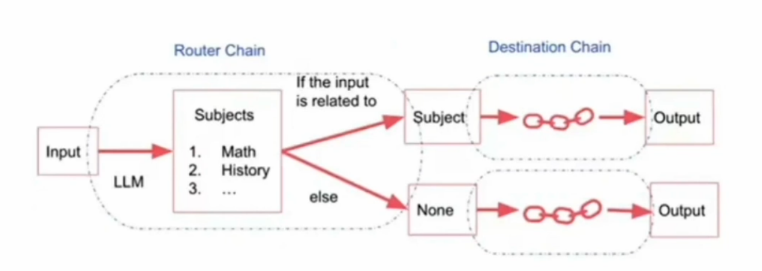 Router Chain
Destination Chain
If the input
is related to
Subjects
Subject
Output
1. Math
Input
2. History
LLM
3. ...
else
None
Output